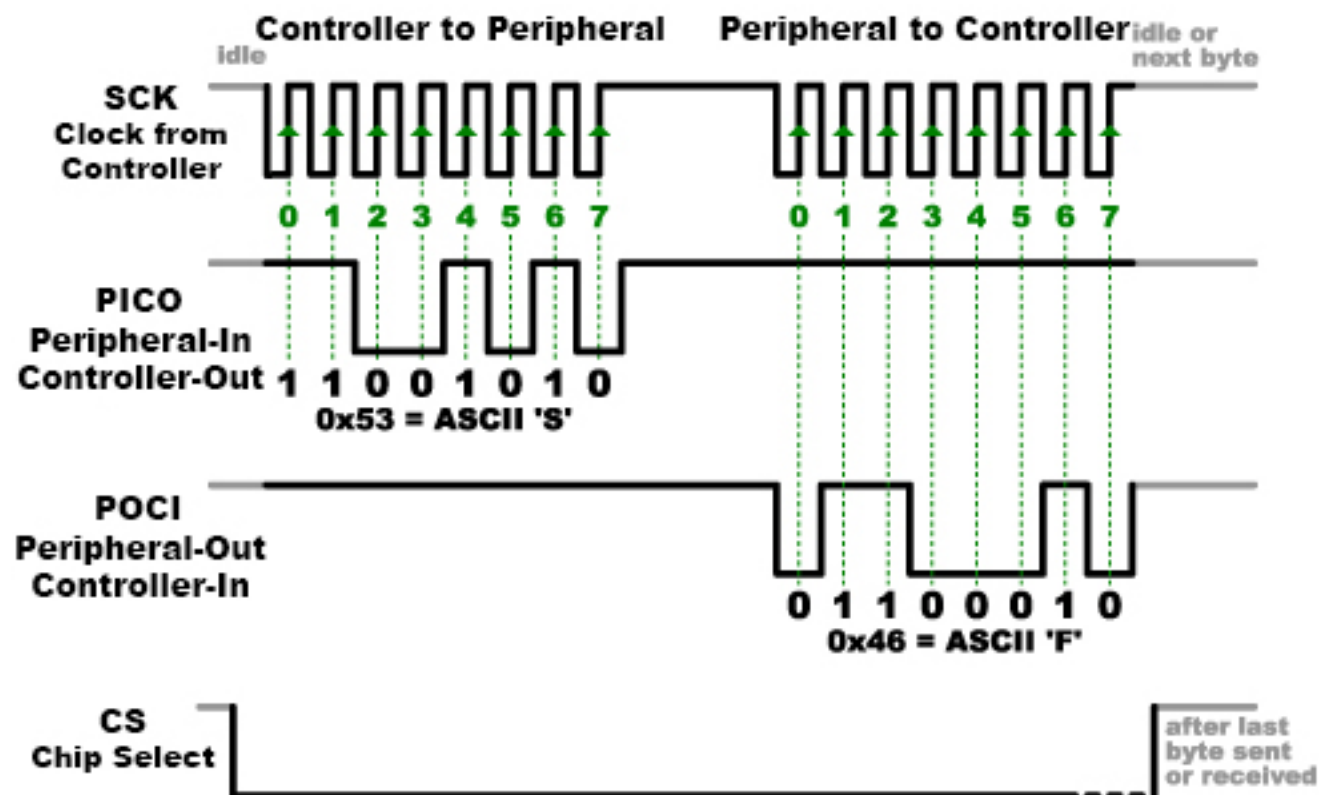 Controller to Peripheral
Peripheral to Controller
idle
idle or
next byte
SCK
Clock from
Controller
0 1 2 3 4 5 6 7
0 1 2 3 4 5 6 7
PICO
Peripheral-In
Controller-Out
1 1 0 0 1 0 1 0
0x53 = ASCII 'S'
POCI
Peripheral-Out
Controller-In
0 1 1 0 0 0 1 0
0x46 = ASCII 'F'
CS
Chip Select
after last
byte sent
or received